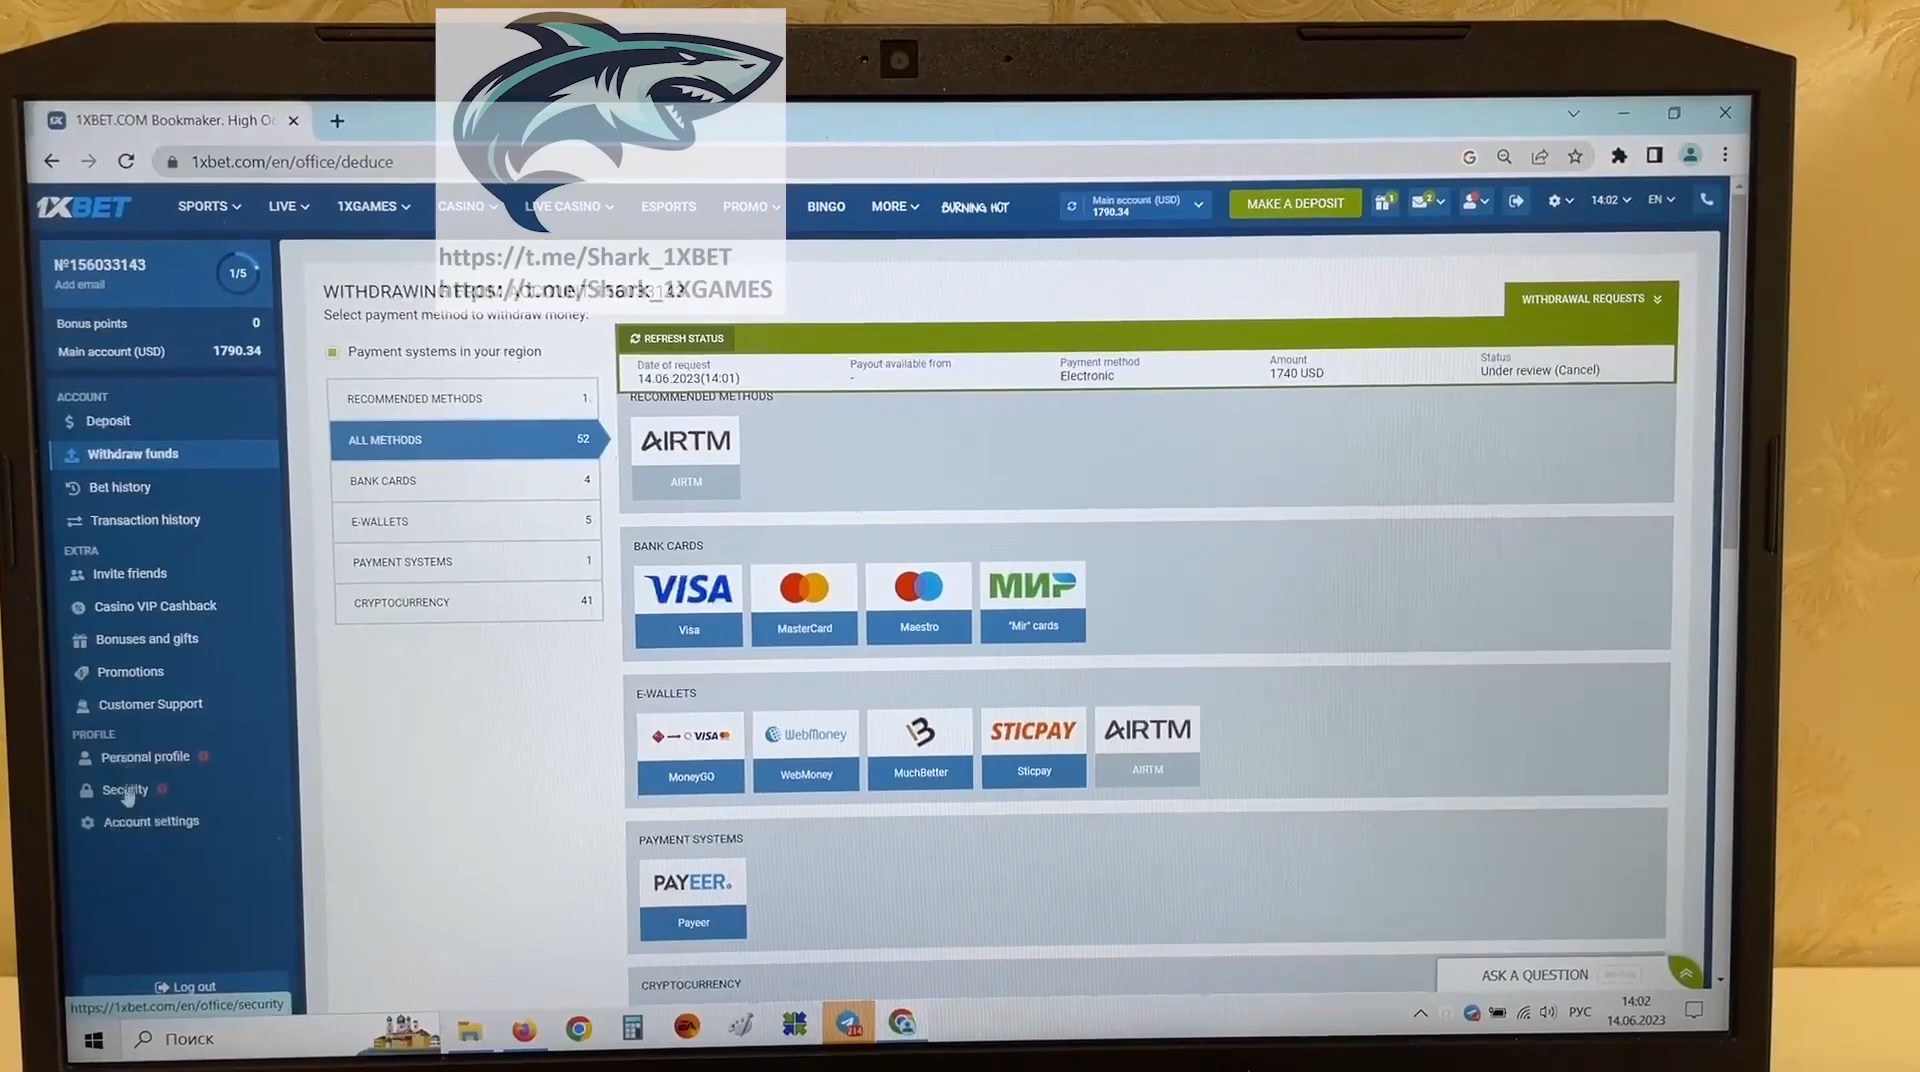 1XBET.COM Bookmaker. High
1xbet.com/en/office/deduce
1XBET
SPORTS
LIVE
1XGAMES
CASINO
LIVE CASINO
ESPORTS
PROMO
BINGO
MORE
BURNING HOT
Main account (USD)
1790.34
MAKE A DEPOSIT
1
2
14:02
EN
https://t.me/Shark_1XBET
https://t.me/Shark_1XGAMES
№156033143
Add email
1/5
Bonus points 0
Main account (USD) 1790.34
ACCOUNT
Deposit
Withdraw funds
Bet history
Transaction history
EXTRA
Invite friends
Casino VIP Cashback
Bonuses and gifts
Promotions
Customer Support
PROFILE
Personal profile
Security
Account settings
Log out
https://1xbet.com/en/office/security
WITHDRAWING
Select payment method to withdraw money:
Payment systems in your region
RECOMMENDED METHODS 1
ALL METHODS 52
BANK CARDS 4
E-WALLETS 5
PAYMENT SYSTEMS 1
CRYPTOCURRENCY 41
WITHDRAWAL REQUESTS
REFRESH STATUS
Date of request
14.06.2023(14:01)
Payout available from
-
Payment method
Electronic
Amount
1740 USD
Status
Under review (Cancel)
RECOMMENDED METHODS
AIRTM
AIRTM
BANK CARDS
VISA
МИР
Visa
MasterCard
Maestro
"Mir" cards
E-WALLETS
VISA
WebMoney
STICPAY
AIRTM
MoneyGO
WebMoney
MuchBetter
Sticpay
AIRTM
PAYMENT SYSTEMS
PAYEER
Payeer
CRYPTOCURRENCY
ASK A QUESTION
Поиск
EA
214
РУС
14:02
14.06.2023